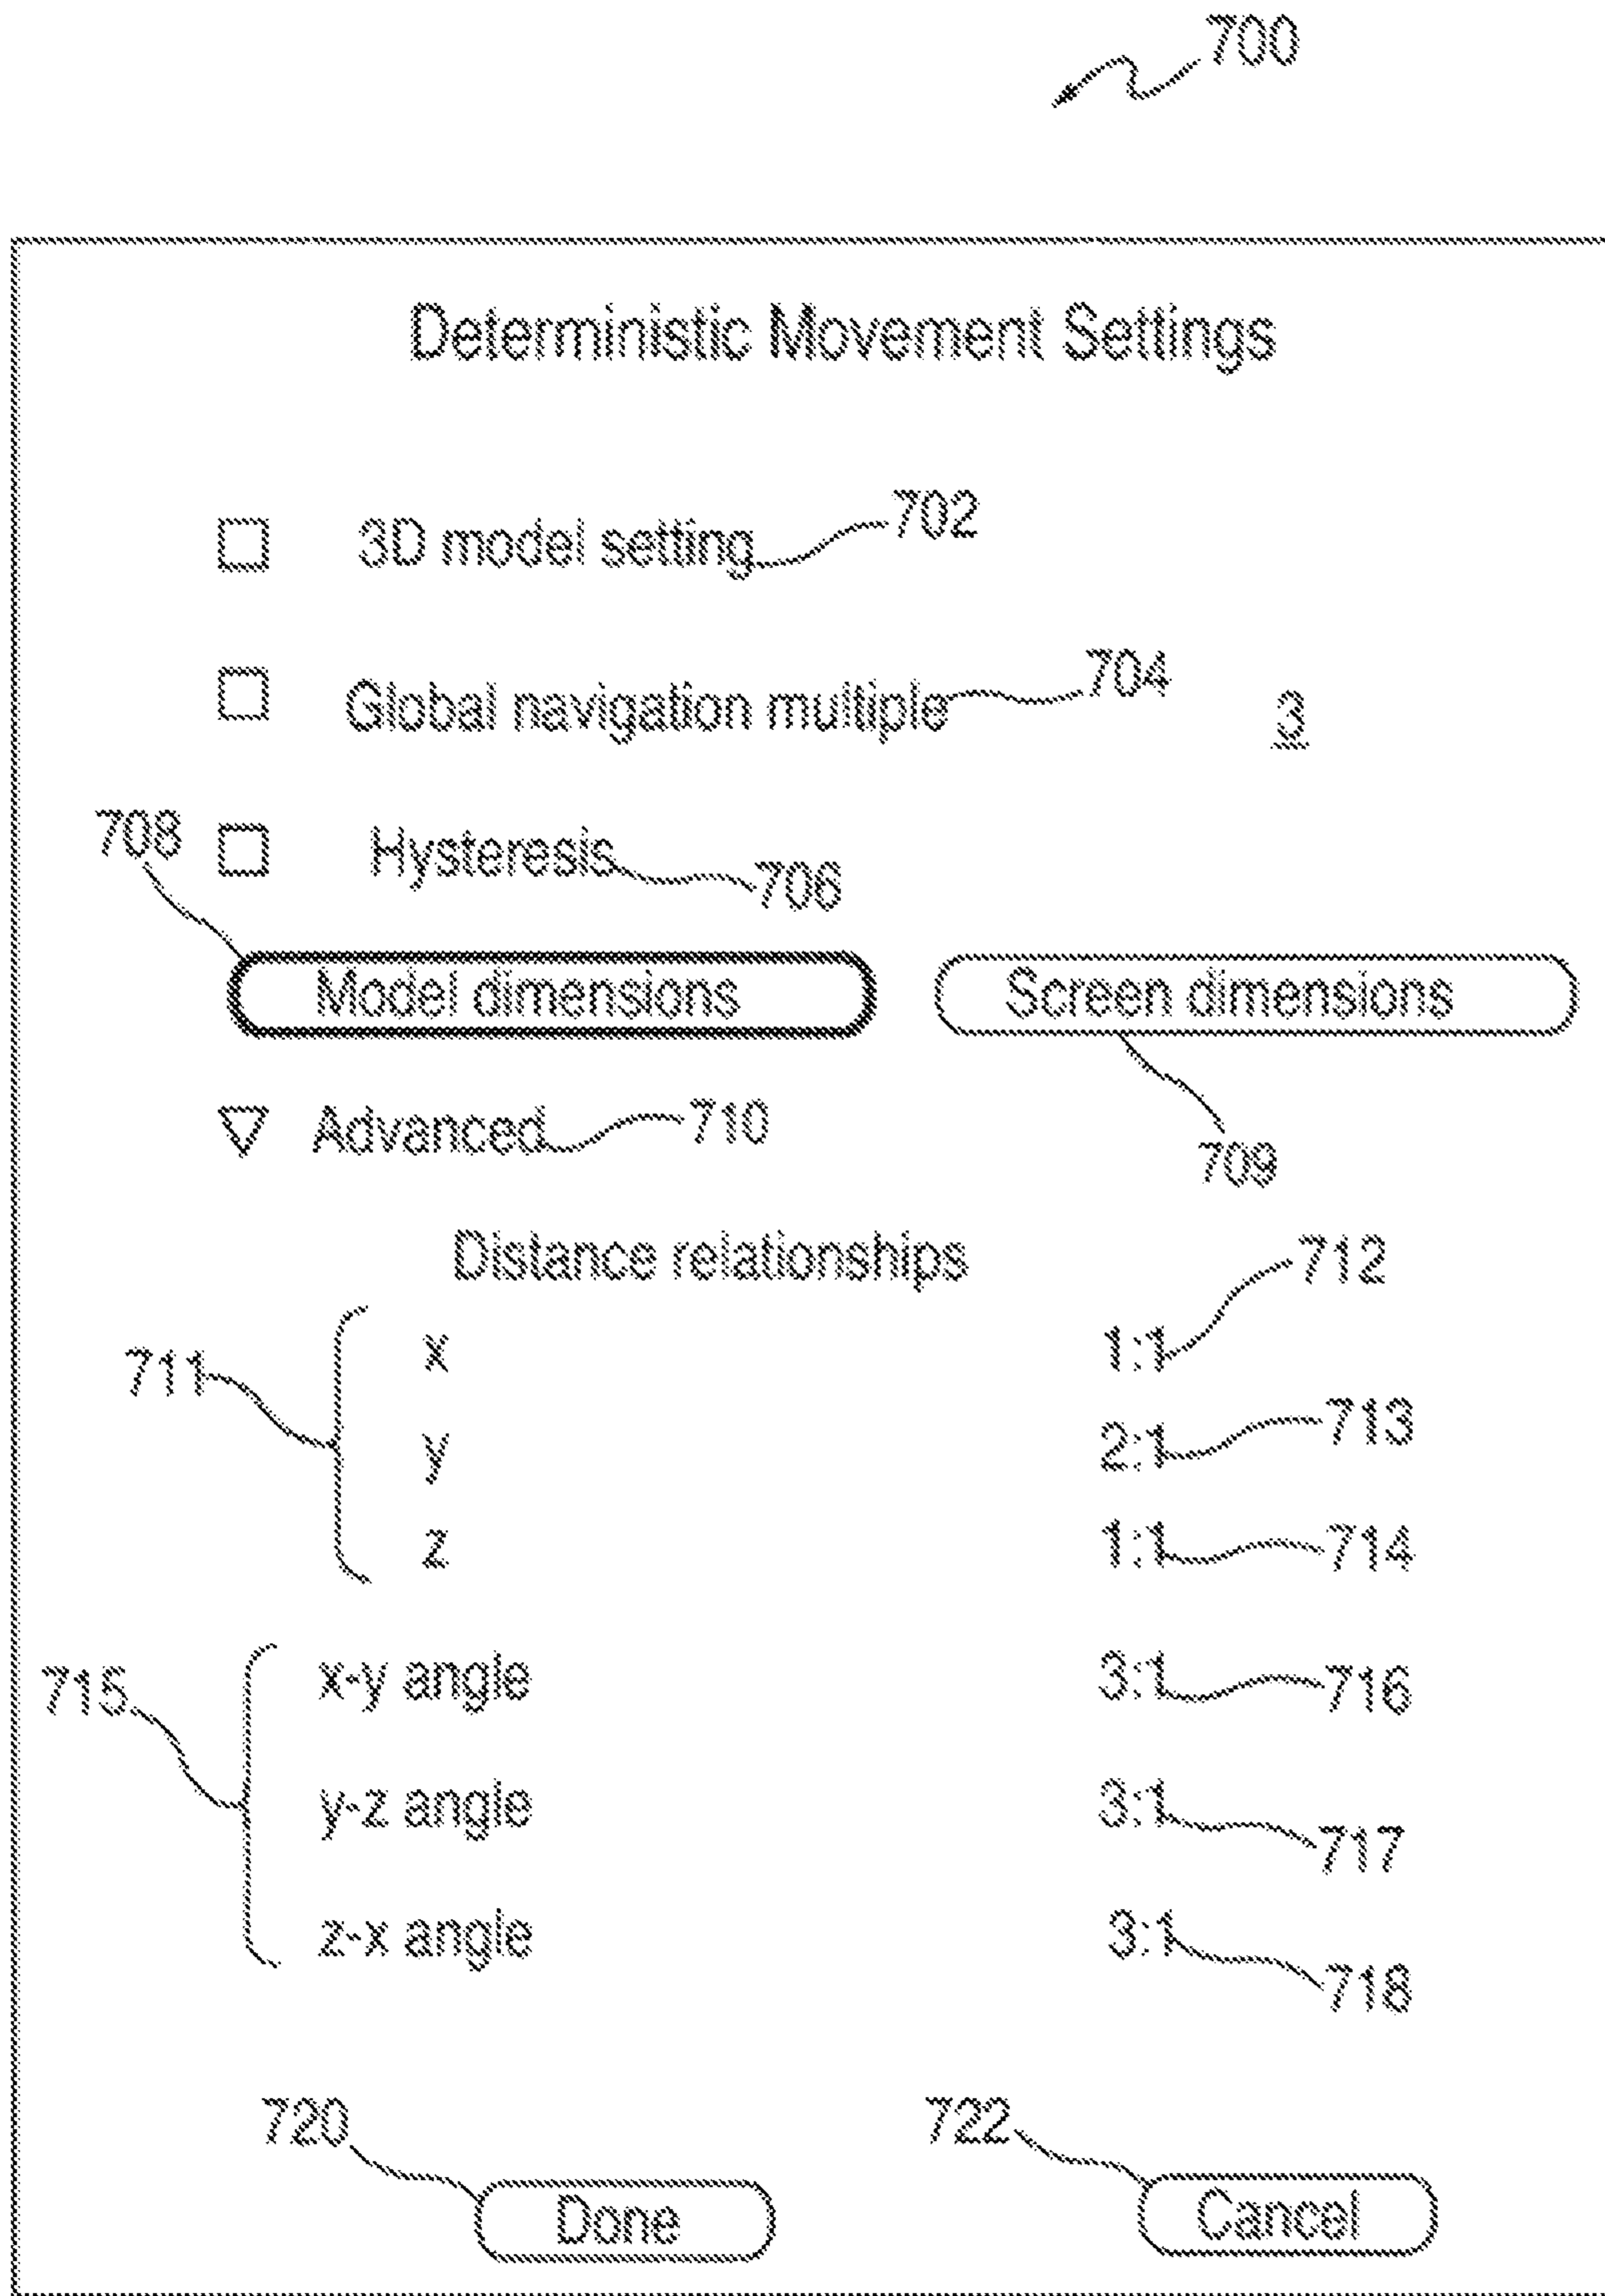 700
Deterministic Movement Settings
3D model setting 702
Global navigation multiple 704 3
708 Hysteresis 706
Model dimensions Screen dimensions
Advanced 710
709
Distance relationships 712
711 x 1:1
y 2:1 713
z 1:1 714
715 x-y angle 3:1 716
y-z angle 3:1 717
z-x angle 3:1 718
720 722
Done Cancel